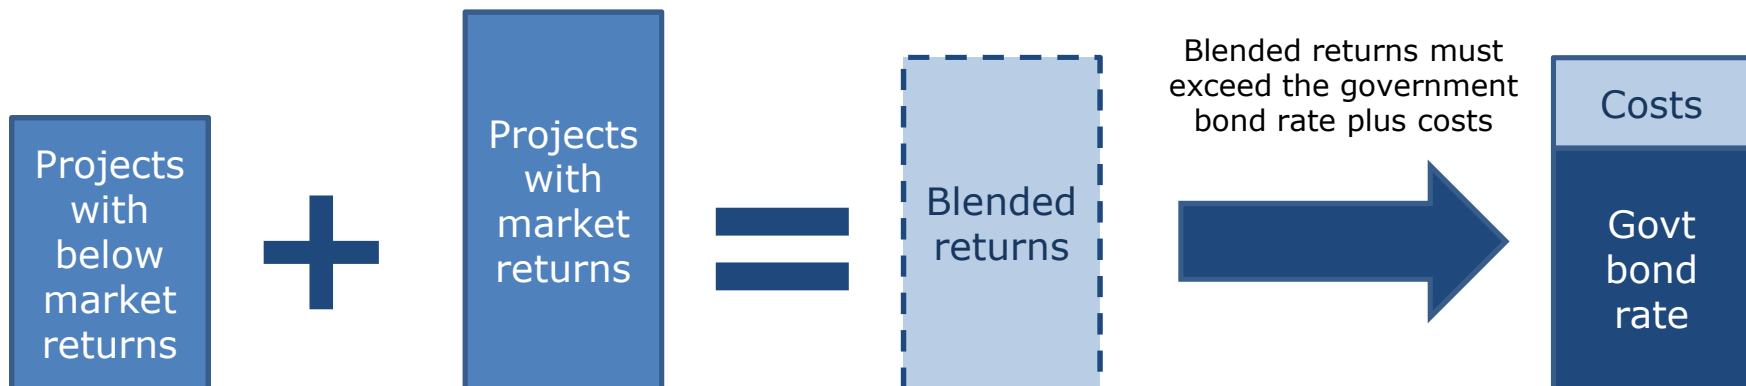 Projects
with
below
market
returns
Projects
with
market
returns
Blended
returns
Blended returns must
exceed the government
bond rate plus costs
Costs
Govt
bond
rate